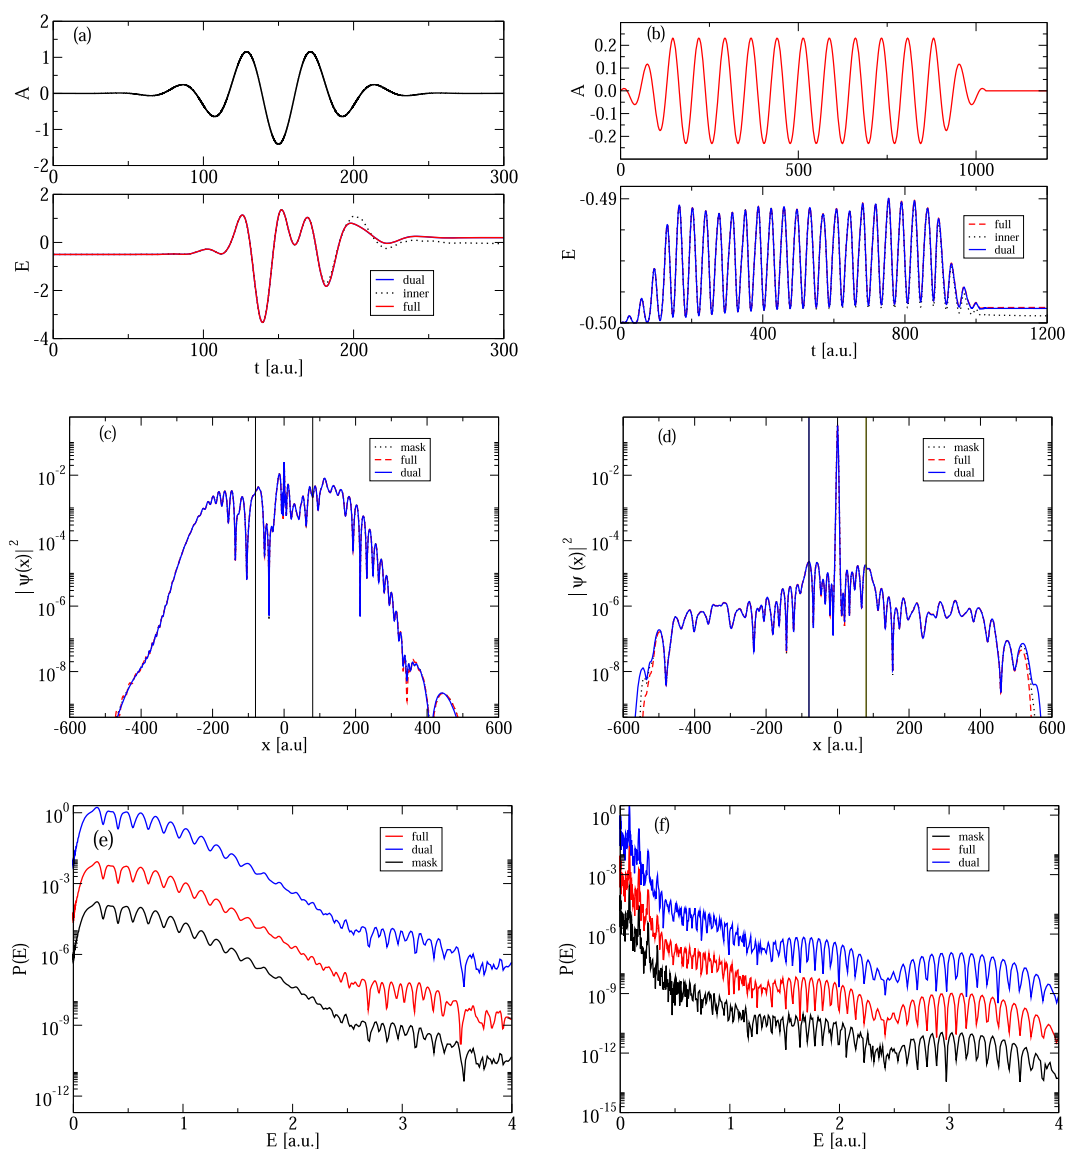 (a)
A
2
1
0
-1
-2
0 100 200 300
(b)
A
0.2
0.1
0.0
-0.1
-0.2
0 500 1000
E
2
0
-2
-4
dual
inner
full
0 100 200 300
t [a.u.]
E
-0.49
-0.50
full
inner
dual
0 400 800 1200
t [a.u.]
(c)
mask
full
dual
|ψ(x)|²
10⁻²
10⁻⁴
10⁻⁶
10⁻⁸
-600 -400 -200 0 200 400 600
x [a.u]
(d)
mask
full
dual
|ψ (x)|²
10⁻²
10⁻⁴
10⁻⁶
10⁻⁸
-600 -400 -200 0 200 400 600
x [a.u.]
(e)
full
dual
mask
P(E)
10⁰
10⁻³
10⁻⁶
10⁻⁹
10⁻¹²
0 1 2 3 4
E [a.u.]
(f)
mask
full
dual
P(E)
10⁰
10⁻³
10⁻⁶
10⁻⁹
10⁻¹²
10⁻¹⁵
0 1 2 3 4
E [a.u.]